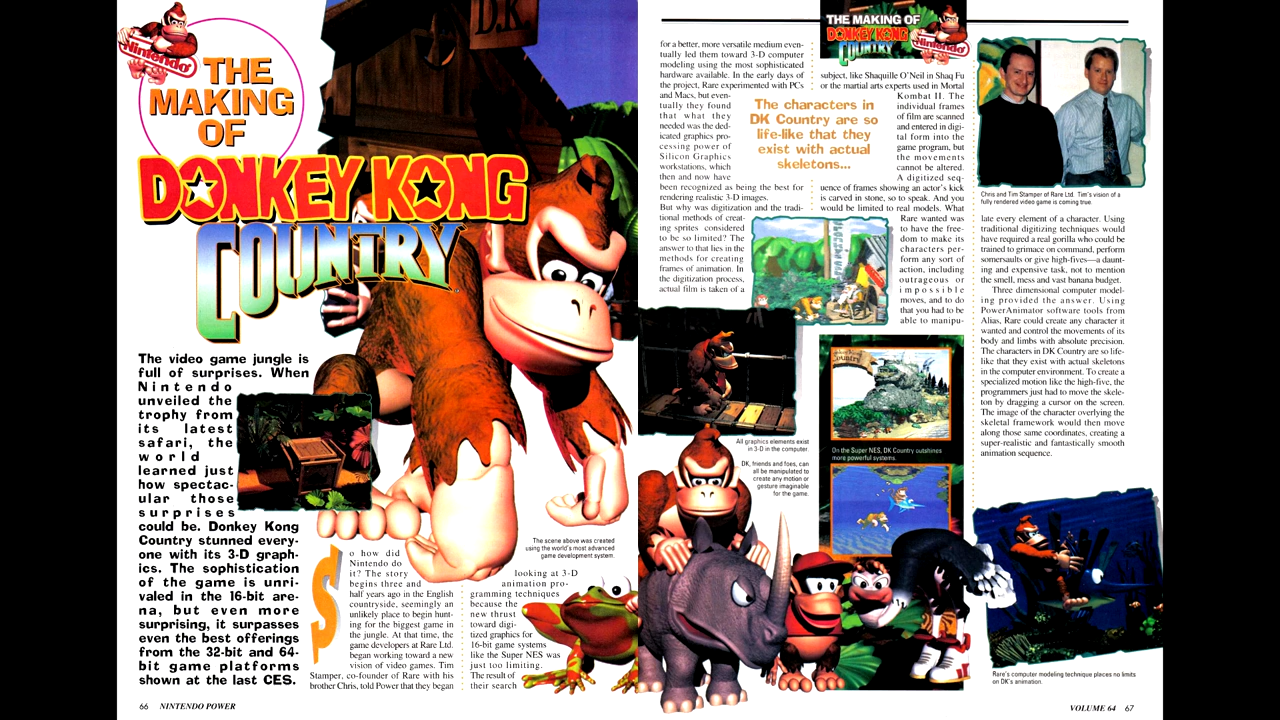 D.K
Nintendo
THE
MAKING
OF
DONKEY KONG
COUNTRY
The video game jungle is
full of surprises. When
Nintendo
unveiled the
trophy from
its latest
safari, the
world
learned just
how spectac-
ular those
surprises
could be. Donkey Kong
Country stunned every-
one with its 3-D graph-
ics. The sophistication
of the game is unri-
valed in the 16-bit are-
na, but even more
surprising, it surpasses
even the best offerings
from the 32-bit and 64-
bit game platforms
shown at the last CES.
The scene above was created
using the world's most advanced
game development system.
S
o how did
Nintendo do
it? The story
begins three and
half years ago in the English
countryside, seemingly an
unlikely place to begin hunt-
ing for the biggest game in
the jungle. At that time, the
game developers at Rare Ltd.
began working toward a new
vision of video games. Tim
Stamper, co-founder of Rare with his
brother Chris, told Power that they began
looking at 3-D
animation pro-
gramming techniques
because the
new thrust
toward digi-
tized graphics for
16-bit game systems
like the Super NES was
just too limiting.
The result of
their search
66 NINTENDO POWER
THE MAKING OF
DONKEY KONG
COUNTRY
Nintendo
for a better, more versatile medium even-
tually led them toward 3-D computer
modeling using the most sophisticated
hardware available. In the early days of
the project, Rare experimented with PCs
and Macs, but even-
tually they found
that what they
needed was the ded-
icated graphics pro-
cessing power of
Silicon Graphics
workstations, which
then and now have
been recognized as being the best for
rendering realistic 3-D images.
But why was digitization and the tradi-
tional methods of creat-
ing sprites considered
to be so limited? The
answer to that lies in the
methods for creating
frames of animation. In
the digitization process,
actual film is taken of a
The characters in
DK Country are so
life-like that they
exist with actual
skeletons...
subject, like Shaquille O'Neil in Shaq Fu
or the martial arts experts used in Mortal
Kombat II. The
individual frames
of film are scanned
and entered in digi-
tal form into the
game program, but
the movements
cannot be altered.
A digitized seq-
uence of frames showing an actor's kick
is carved in stone, so to speak. And you
would be limited to real models. What
Rare wanted was
to have the free-
dom to make its
characters per-
form any sort of
action, including
outrageous or
impossible
moves, and to do
that you had to be
able to manipu-
All graphics elements exist
in 3-D in the computer.
DK, friends and foes, can
all be manipulated to
create any motion or
gesture imaginable
for the game.
Country
On the Super NES, DK Country outshines
more powerful systems.
Chris and Tim Stamper of Rare Ltd. Tim's vision of a
fully rendered video game is coming true.
late every element of a character. Using
traditional digitizing techniques would
have required a real gorilla who could be
trained to grimace on command, perform
somersaults or give high-fives—a daunt-
ing and expensive task, not to mention
the smell, mess and vast banana budget.
Three dimensional computer model-
ing provided the answer. Using
PowerAnimator software tools from
Alias, Rare could create any character it
wanted and control the movements of its
body and limbs with absolute precision.
The characters in DK Country are so life-
like that they exist with actual skeletons
in the computer environment. To create a
specialized motion like the high-five, the
programmers just had to move the skele-
ton by dragging a cursor on the screen.
The image of the character overlying the
skeletal framework would then move
along those same coordinates, creating a
super-realistic and fantastically smooth
animation sequence.
Rare's computer modeling technique places no limits
on DK's animation.
VOLUME 64 67